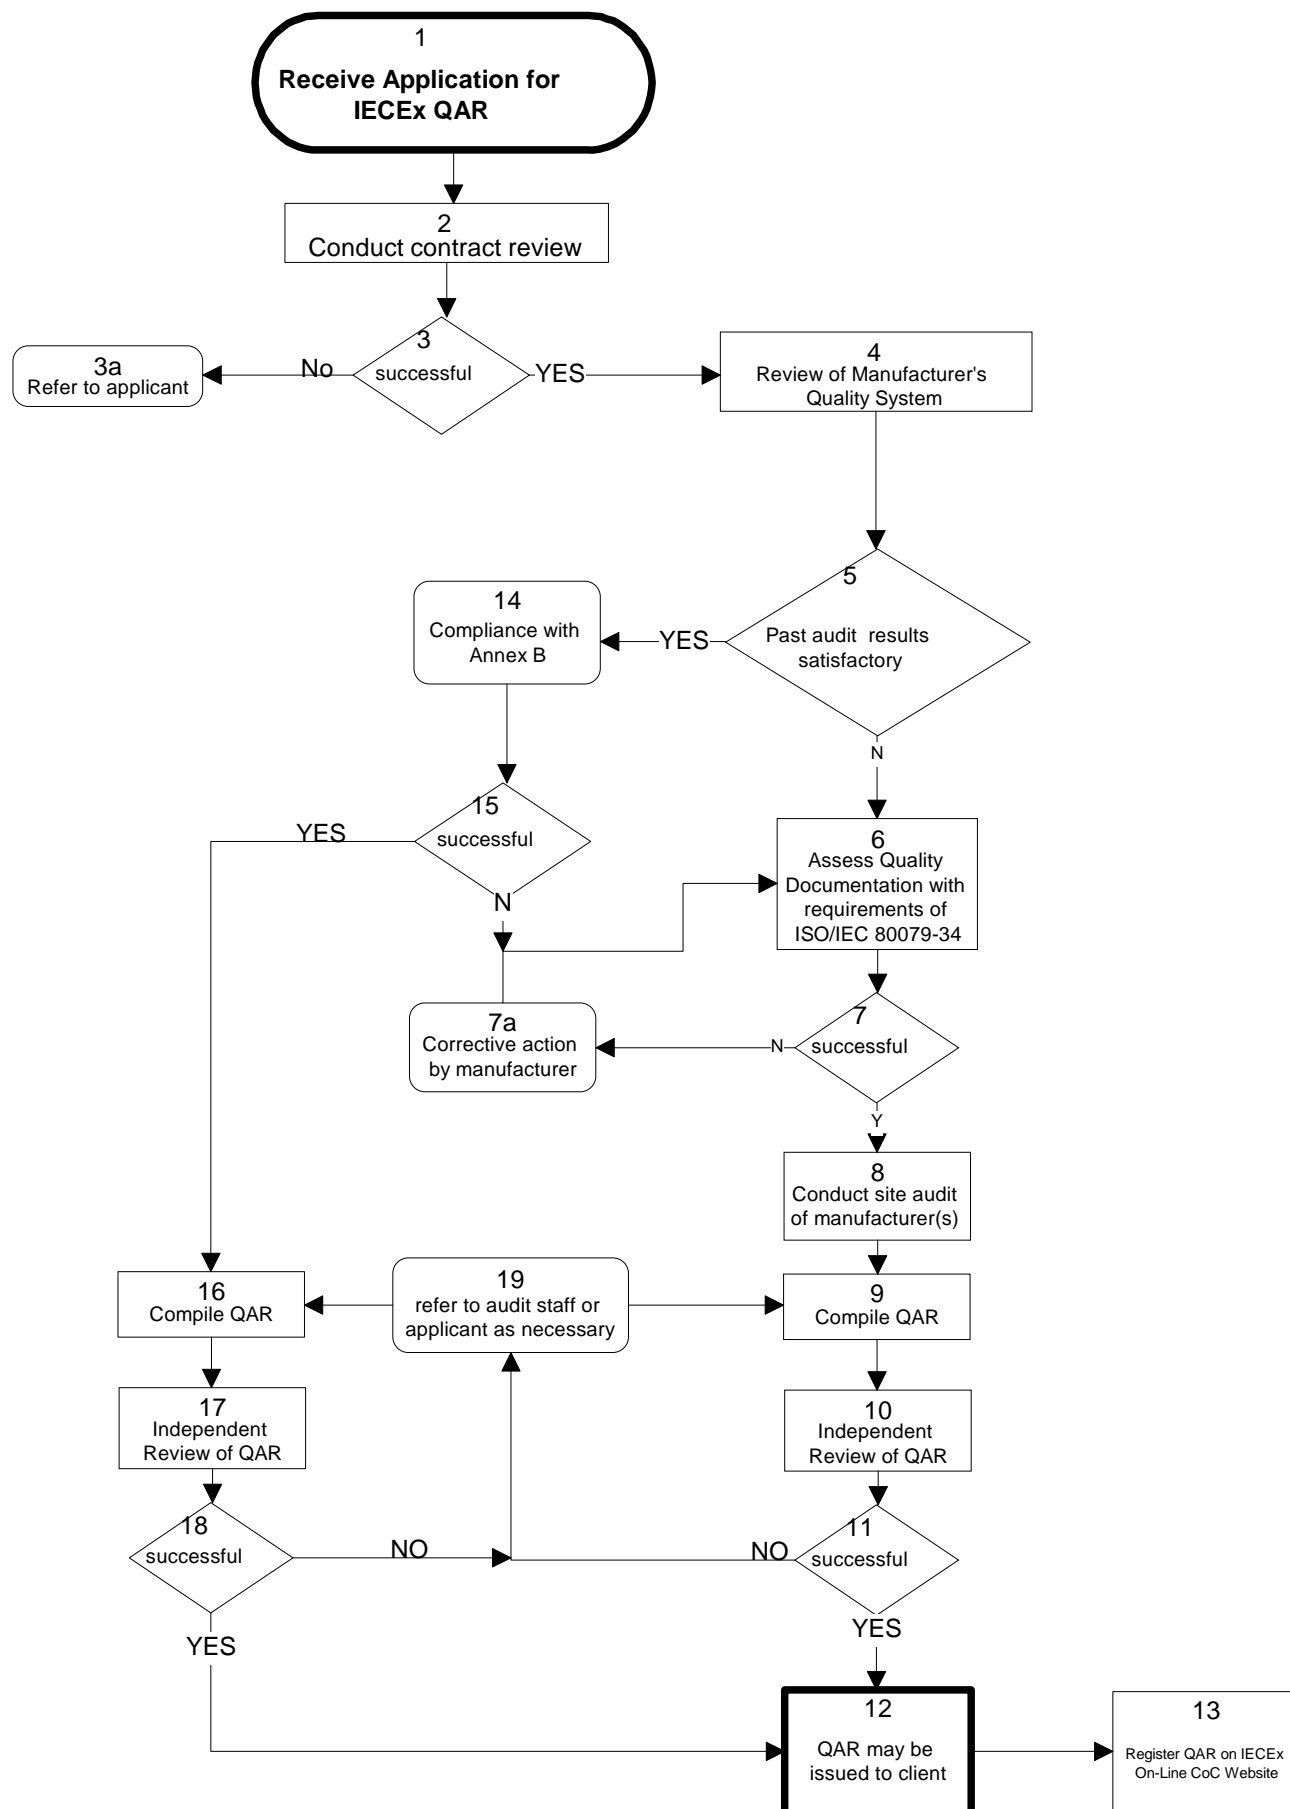 1
Receive Application for
IECEx QAR
2
Conduct contract review
3
successful
No
YES
3a
Refer to applicant
4
Review of Manufacturer's
Quality System
5
Past audit results
satisfactory
YES
N
14
Compliance with
Annex B
15
successful
YES
N
6
Assess Quality
Documentation with
requirements of
ISO/IEC 80079-34
7
successful
N
Y
7a
Corrective action
by manufacturer
8
Conduct site audit
of manufacturer(s)
16
Compile QAR
19
refer to audit staff or
applicant as necessary
9
Compile QAR
17
Independent
Review of QAR
10
Independent
Review of QAR
18
successful
NO
YES
11
successful
NO
YES
12
QAR may be
issued to client
13
Register QAR on IECEx
On-Line CoC Website